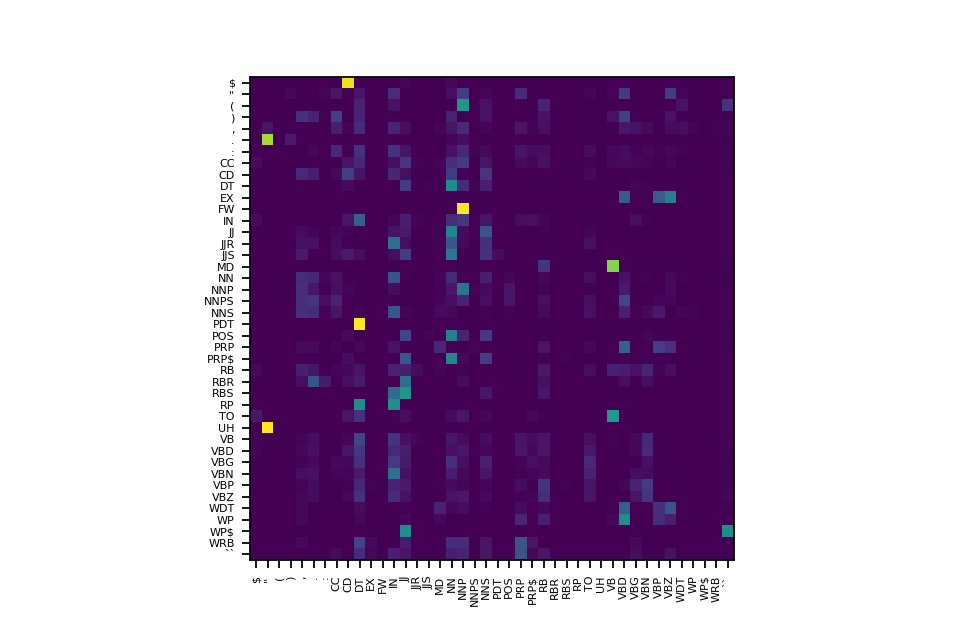 $
"
(
)
,
.
:
CC
CD
DT
EX
FW
IN
JJ
JJR
JJS
MD
NN
NNP
NNPS
NNS
PDT
POS
PRP
PRP$
RB
RBR
RBS
RP
TO
UH
VB
VBD
VBG
VBN
VBP
VBZ
WDT
WP
WP$
WRB
``
$ " ( ) , . : CC CD DT EX FW IN JJ JJR JJS MD NN NNP NNPS NNS PDT POS PRP PRP$ RB RBR RBS RP TO UH VB VBD VBG VBN VBP VBZ WDT WP WP$ WRB ``